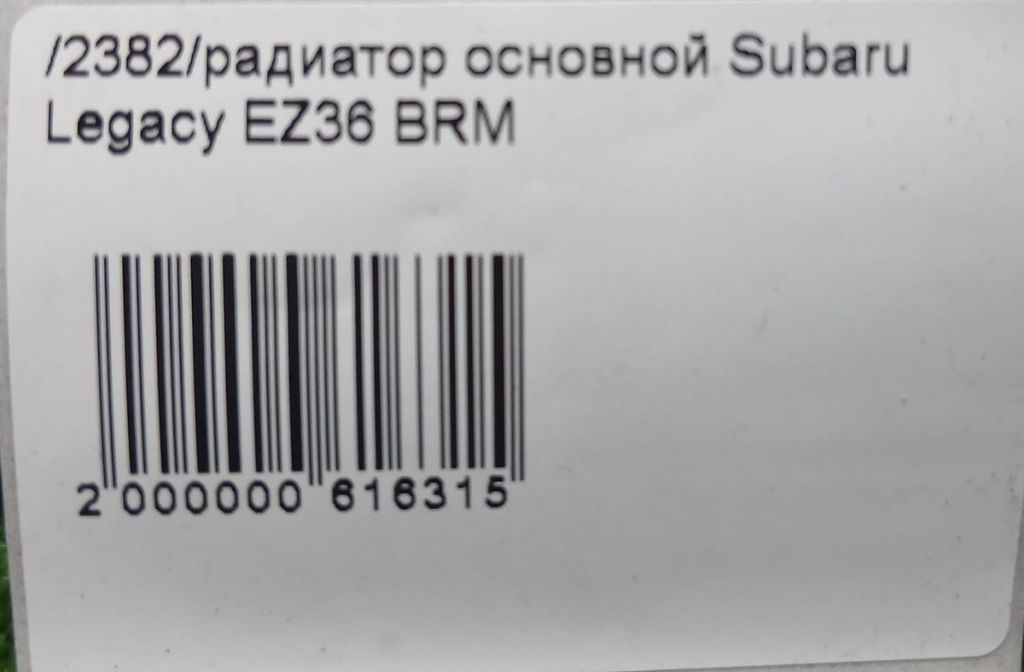 /2382/радиатор основной Subaru
Legacy EZ36 BRM
2 000000 616315